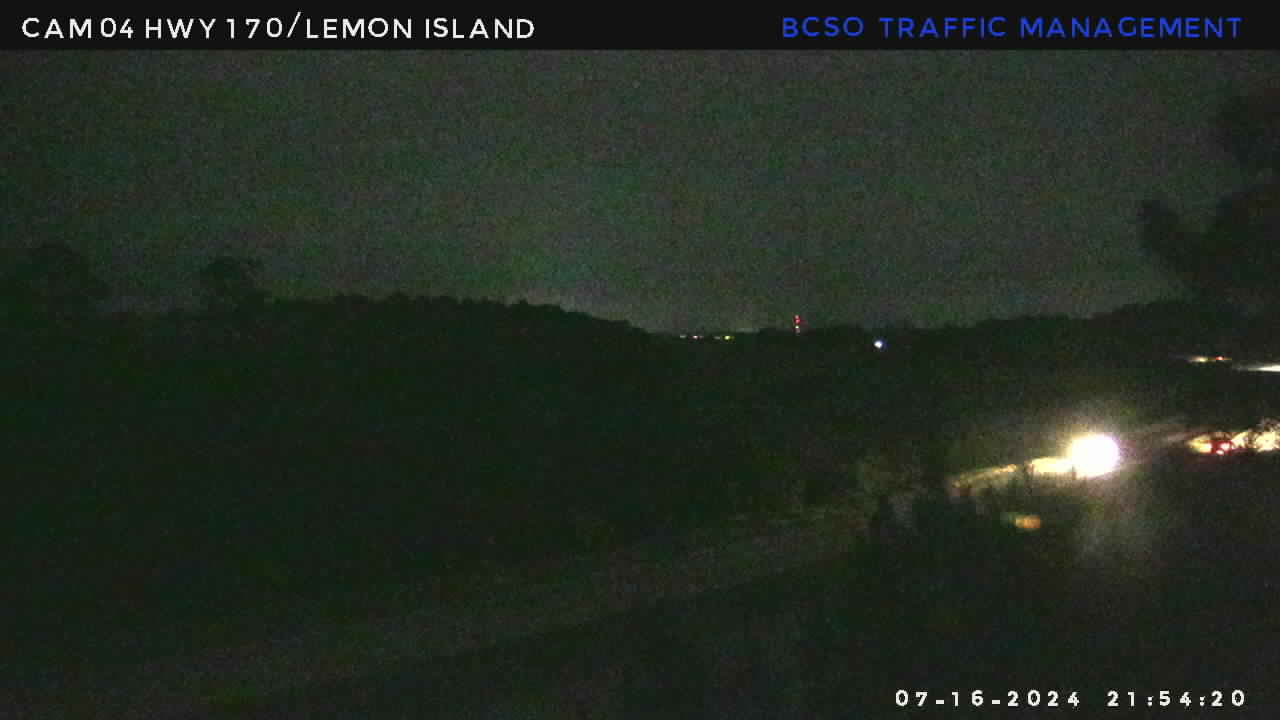 CAM04 HWY 170/LEMON ISLAND
BCSO TRAFFIC MANAGEMENT
07-16-2024 21:54:20